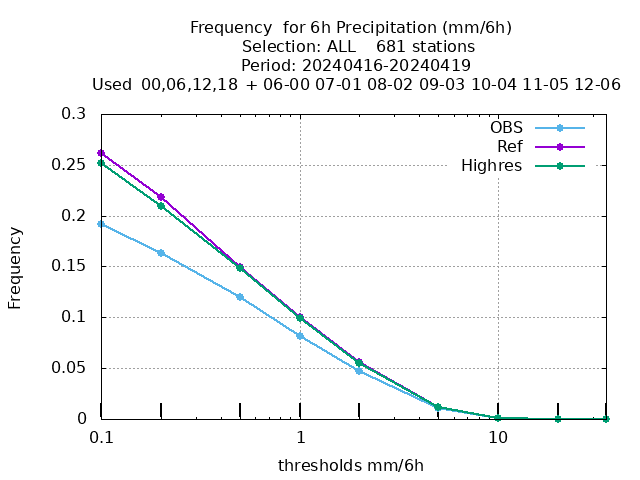 Frequency  for 6h Precipitation (mm/6h)
Selection: ALL    681 stations
Period: 20240416-20240419
Used  00,06,12,18  + 06-00 07-01 08-02  09-03  10-04 11-05 12-06
OBS
Ref
Highres
0.3
0.25
0.2
0.15
0.1
0.05
0
Frequency
0.1
1
10
thresholds mm/6h